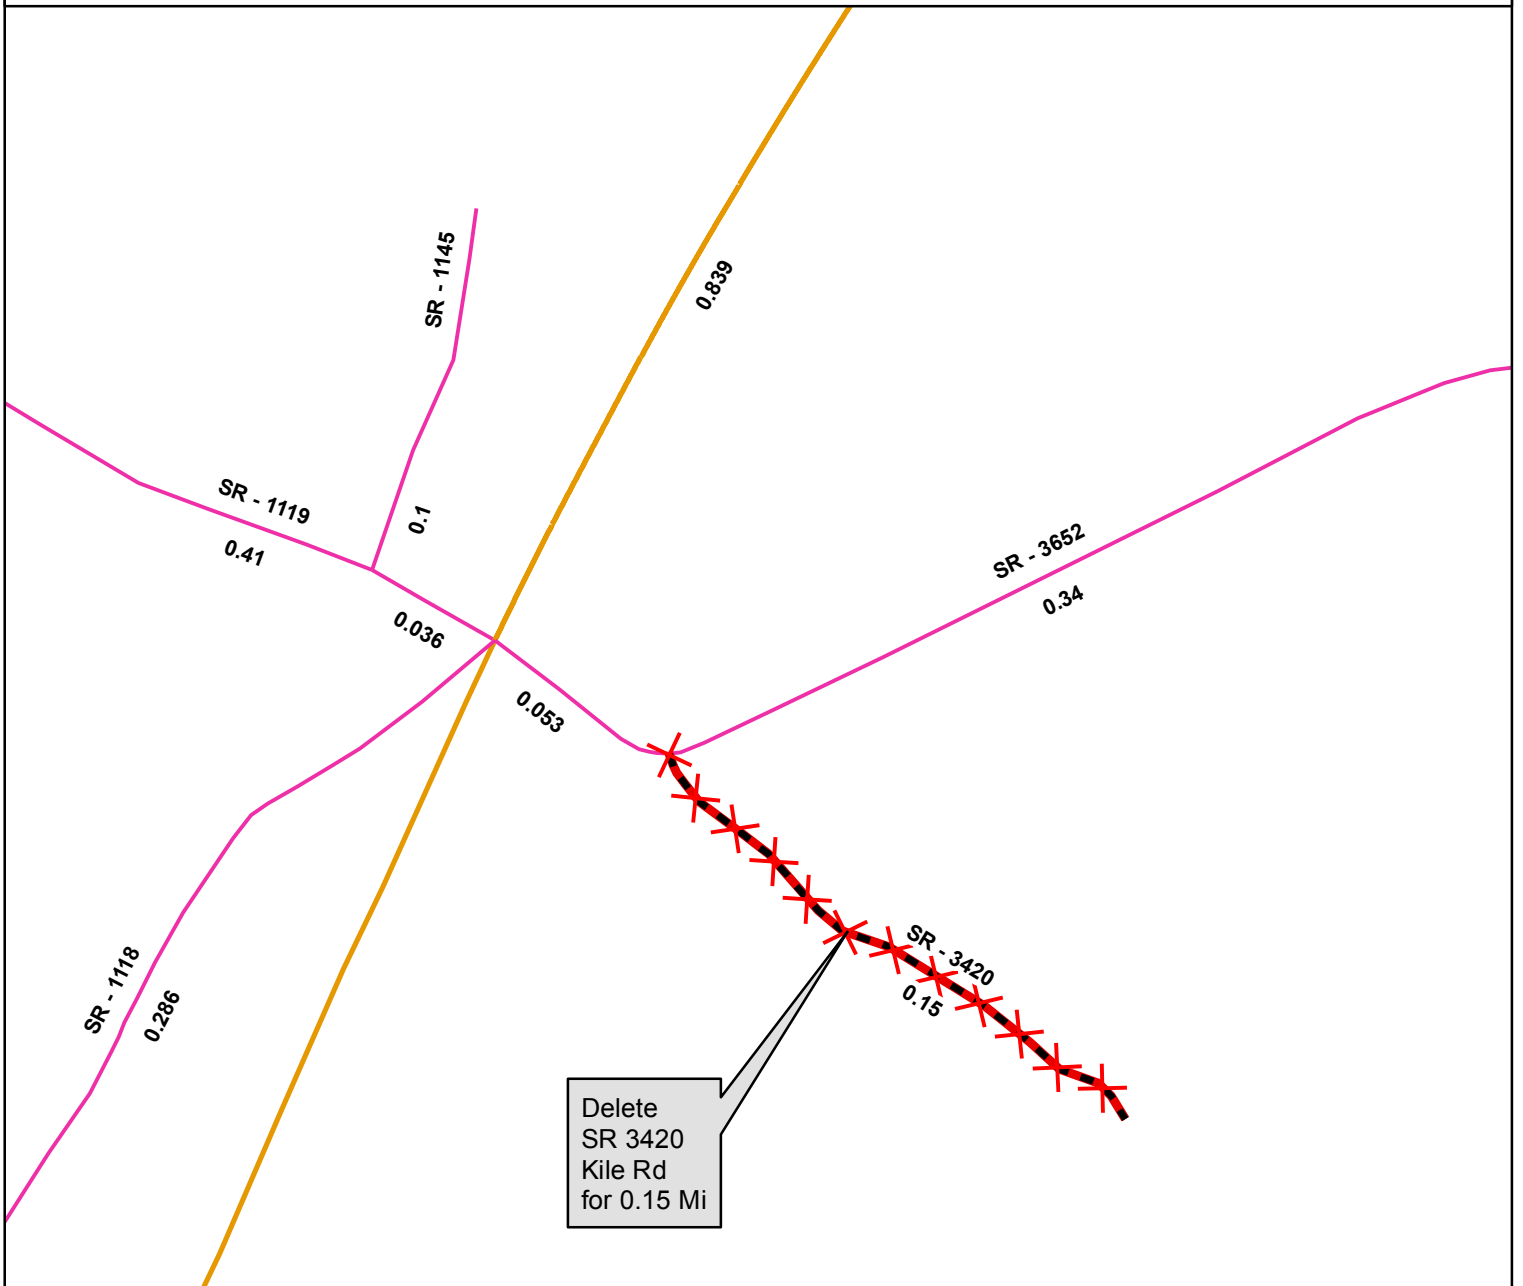 SR - 1145
0.839
SR - 1119
0.41
0.1
SR - 3652
0.34
0.036
0.053
SR - 3420
0.15
SR - 1118
0.286
Delete
SR 3420
Kile Rd
for 0.15 Mi